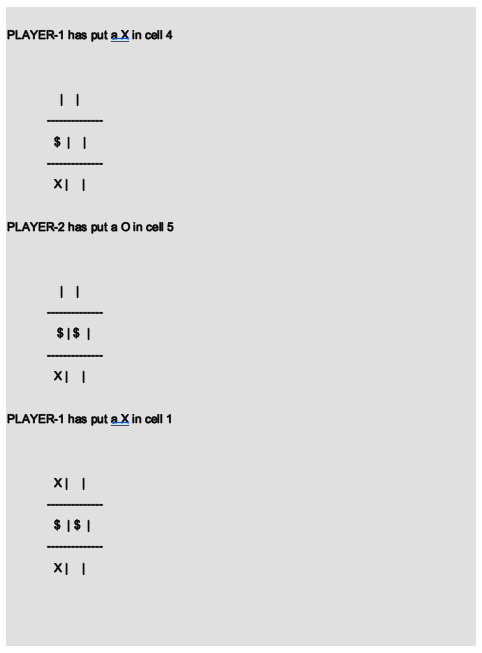 PLAYER-1 has put a X in cell 4
| |
--------------
$ | |
--------------
X| |
PLAYER-2 has put a O in cell 5
| |
--------------
$|$ |
--------------
X| |
PLAYER-1 has put a X in cell 1
X| |
--------------
$ |$ |
--------------
X| |